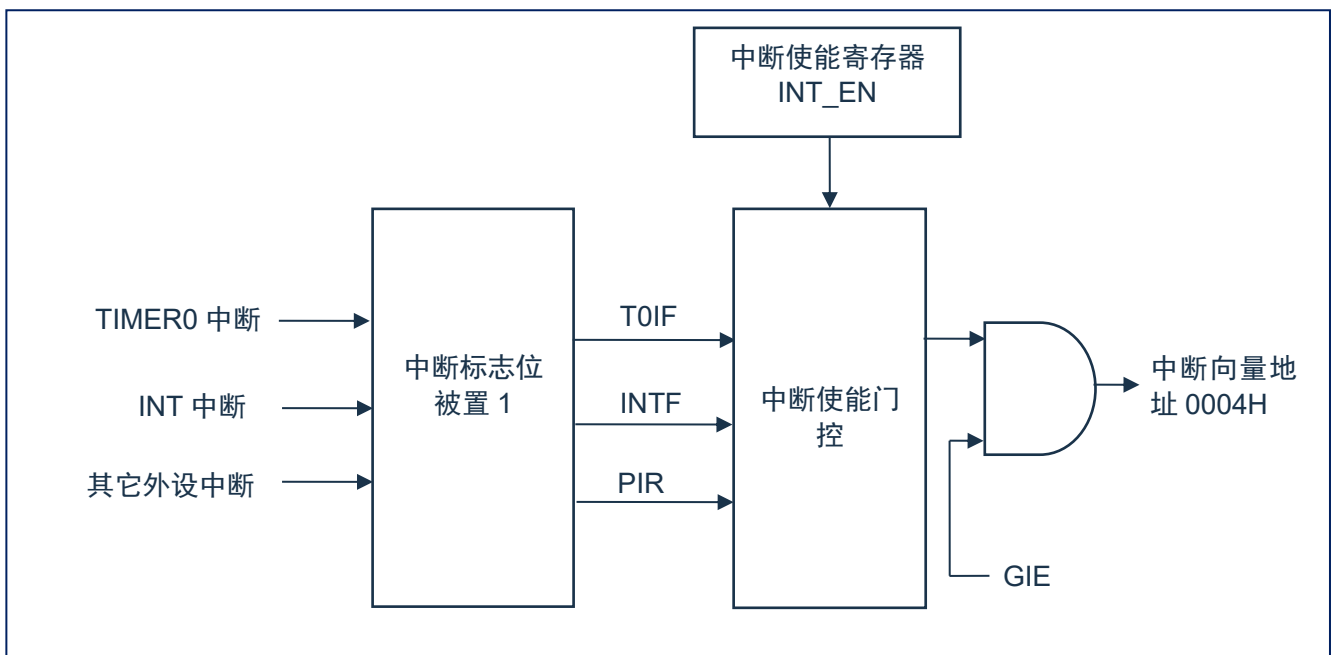 中断使能寄存器
INT_EN
TIMER0 中断
INT 中断
其它外设中断
中断标志位
被置 1
T0IF
INTF
PIR
中断使能门
控
中断向量地
址 0004H
GIE